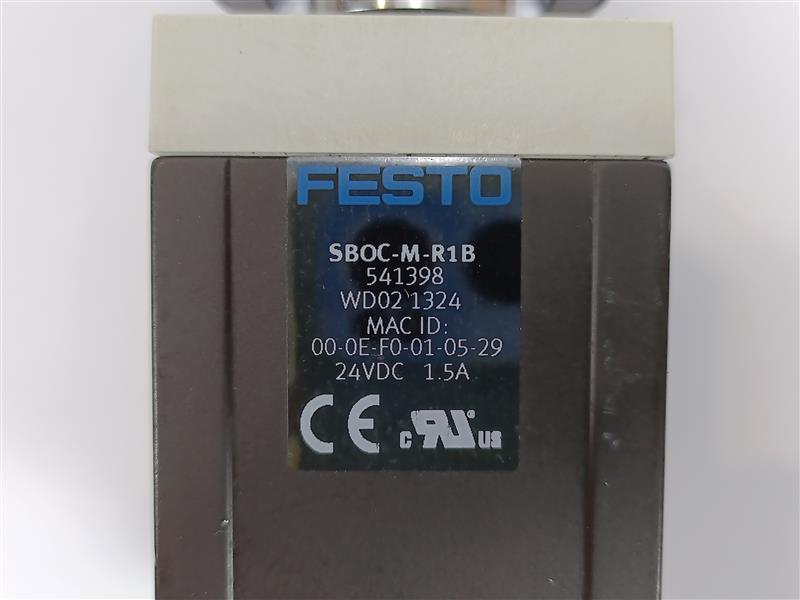 FESTO
SBOC-M-R1B
541398
WD02 1324
MAC ID:
00-0E-F0-01-05-29
24VDC 1.5A
CE c RU US